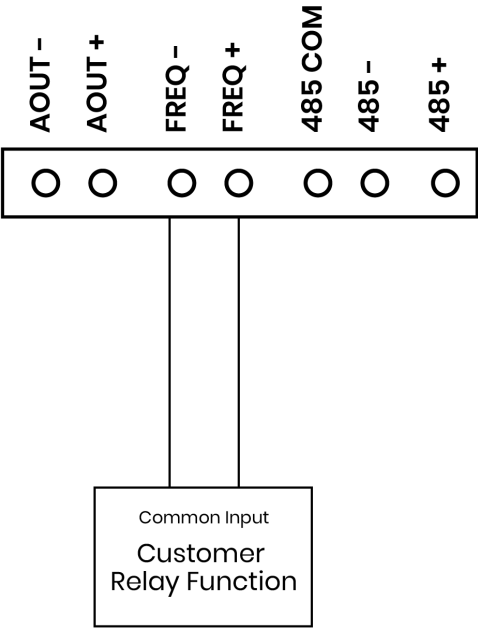 AOUT –
AOUT +
FREQ –
FREQ +
485 COM
485 –
485 +
Common Input
Customer
Relay Function